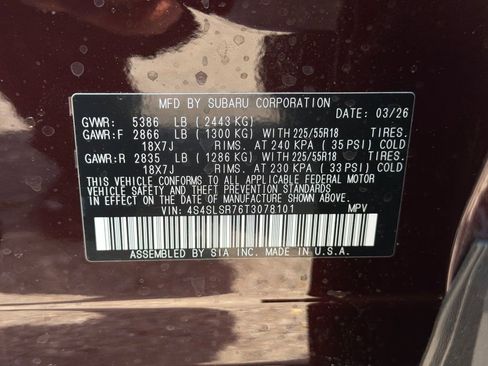 MFD BY SUBARU CORPORATION
GVWR: 5386 LB (2443 KG) DATE: 03/26
GAWR:F 2866 LB (1300 KG) WITH 225/55R18 TIRES.
18X7J RIMS. AT 240 KPA (35 PSI) COLD
GAWR:R 2835 LB (1286 KG) WITH 225/55R18 TIRES.
18X7J RIMS. AT 230 KPA (33 PSI) COLD
THIS VEHICLE CONFORMS TO ALL APPLICABLE FEDERAL MOTOR
VEHICLE SAFETY AND THEFT PREVENTION STANDARDS IN EFFECT
ON THE DATE OF MANUFACTURE SHOWN ABOVE.
VIN: 4S4SLSR76T3078101 MPV
ASSEMBLED BY SIA INC. MADE IN U.S.A.